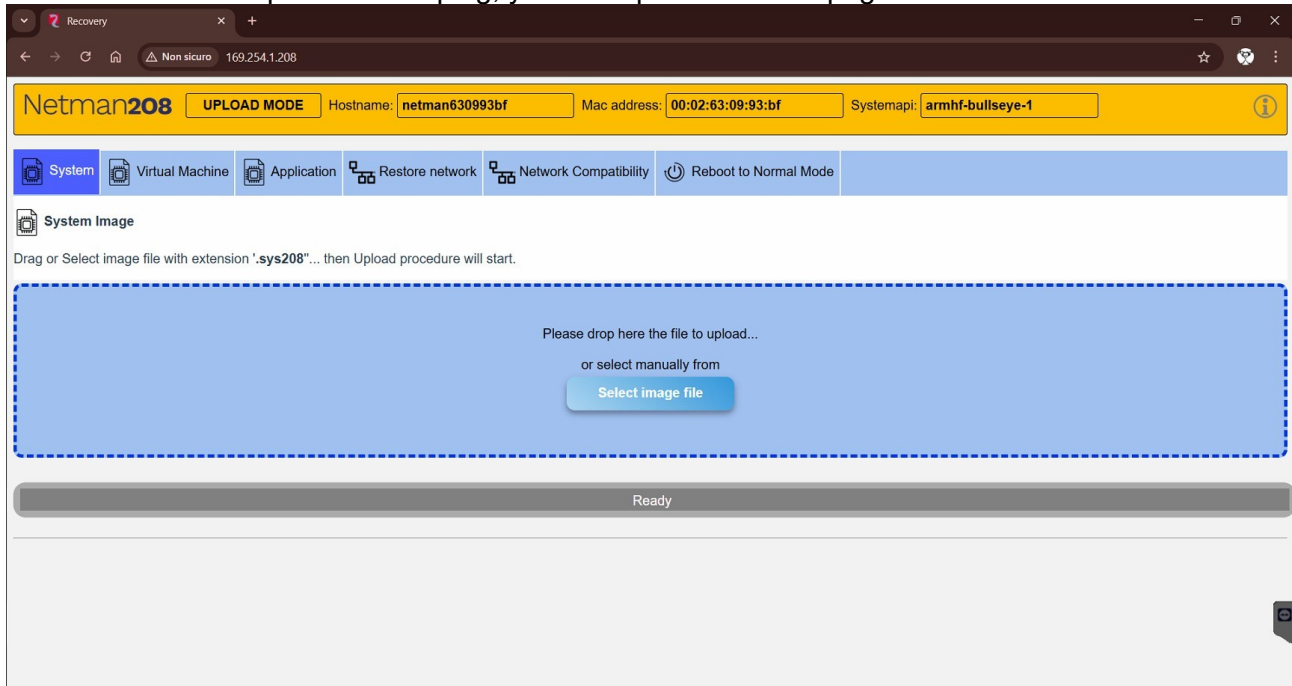 Recovery
Non sicuro 169.254.1.208
Netman208 UPLOAD MODE Hostname: netman630993bf Mac address: 00:02:63:09:93:bf Systemapi: armhf-bullseye-1
System Virtual Machine Application Restore network Network Compatibility Reboot to Normal Mode
System Image
Drag or Select image file with extension '.sys208"... then Upload procedure will start.
Please drop here the file to upload...
or select manually from
Select image file
Ready